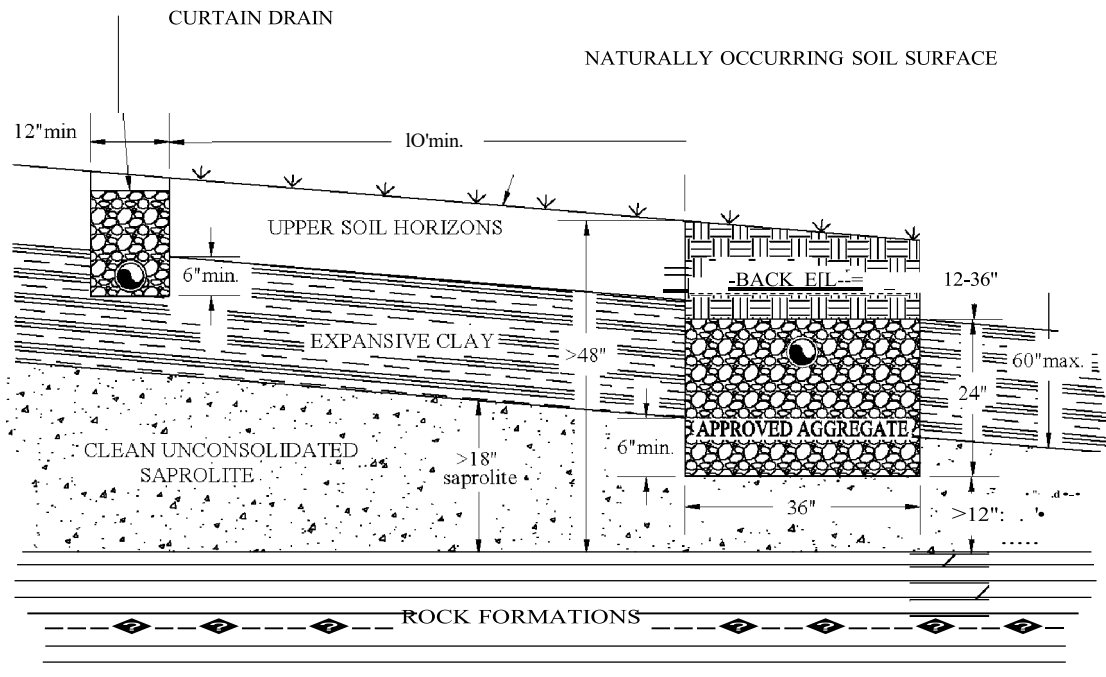 CURTAIN DRAIN
NATURALLY OCCURRING SOIL SURFACE
12"min
lO'min.
UPPER SOIL HORIZONS
6"min.
-BACK EIL--
12-36"
EXPANSIVE CLAY
>48"
60"max.
24"
APPROVED AGGREGATE
CLEAN UNCONSOLIDATED
SAPROLITE
>18"
saprolite
6"min.
36"
>12":
ROCK FORMATIONS
? ? ? ? ? ? ?